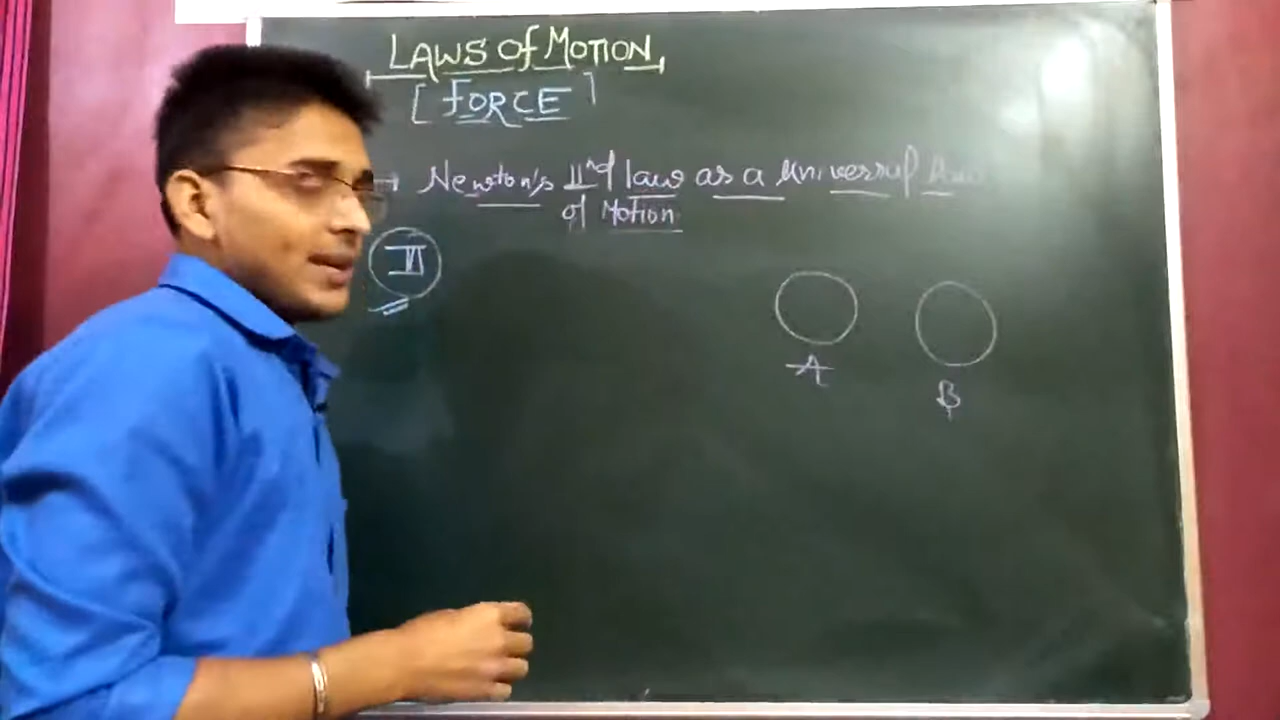 LAWS of MOTION
[ FORCE ]
→ Newton's IInd law as a Universal
of Motion
III
A
B